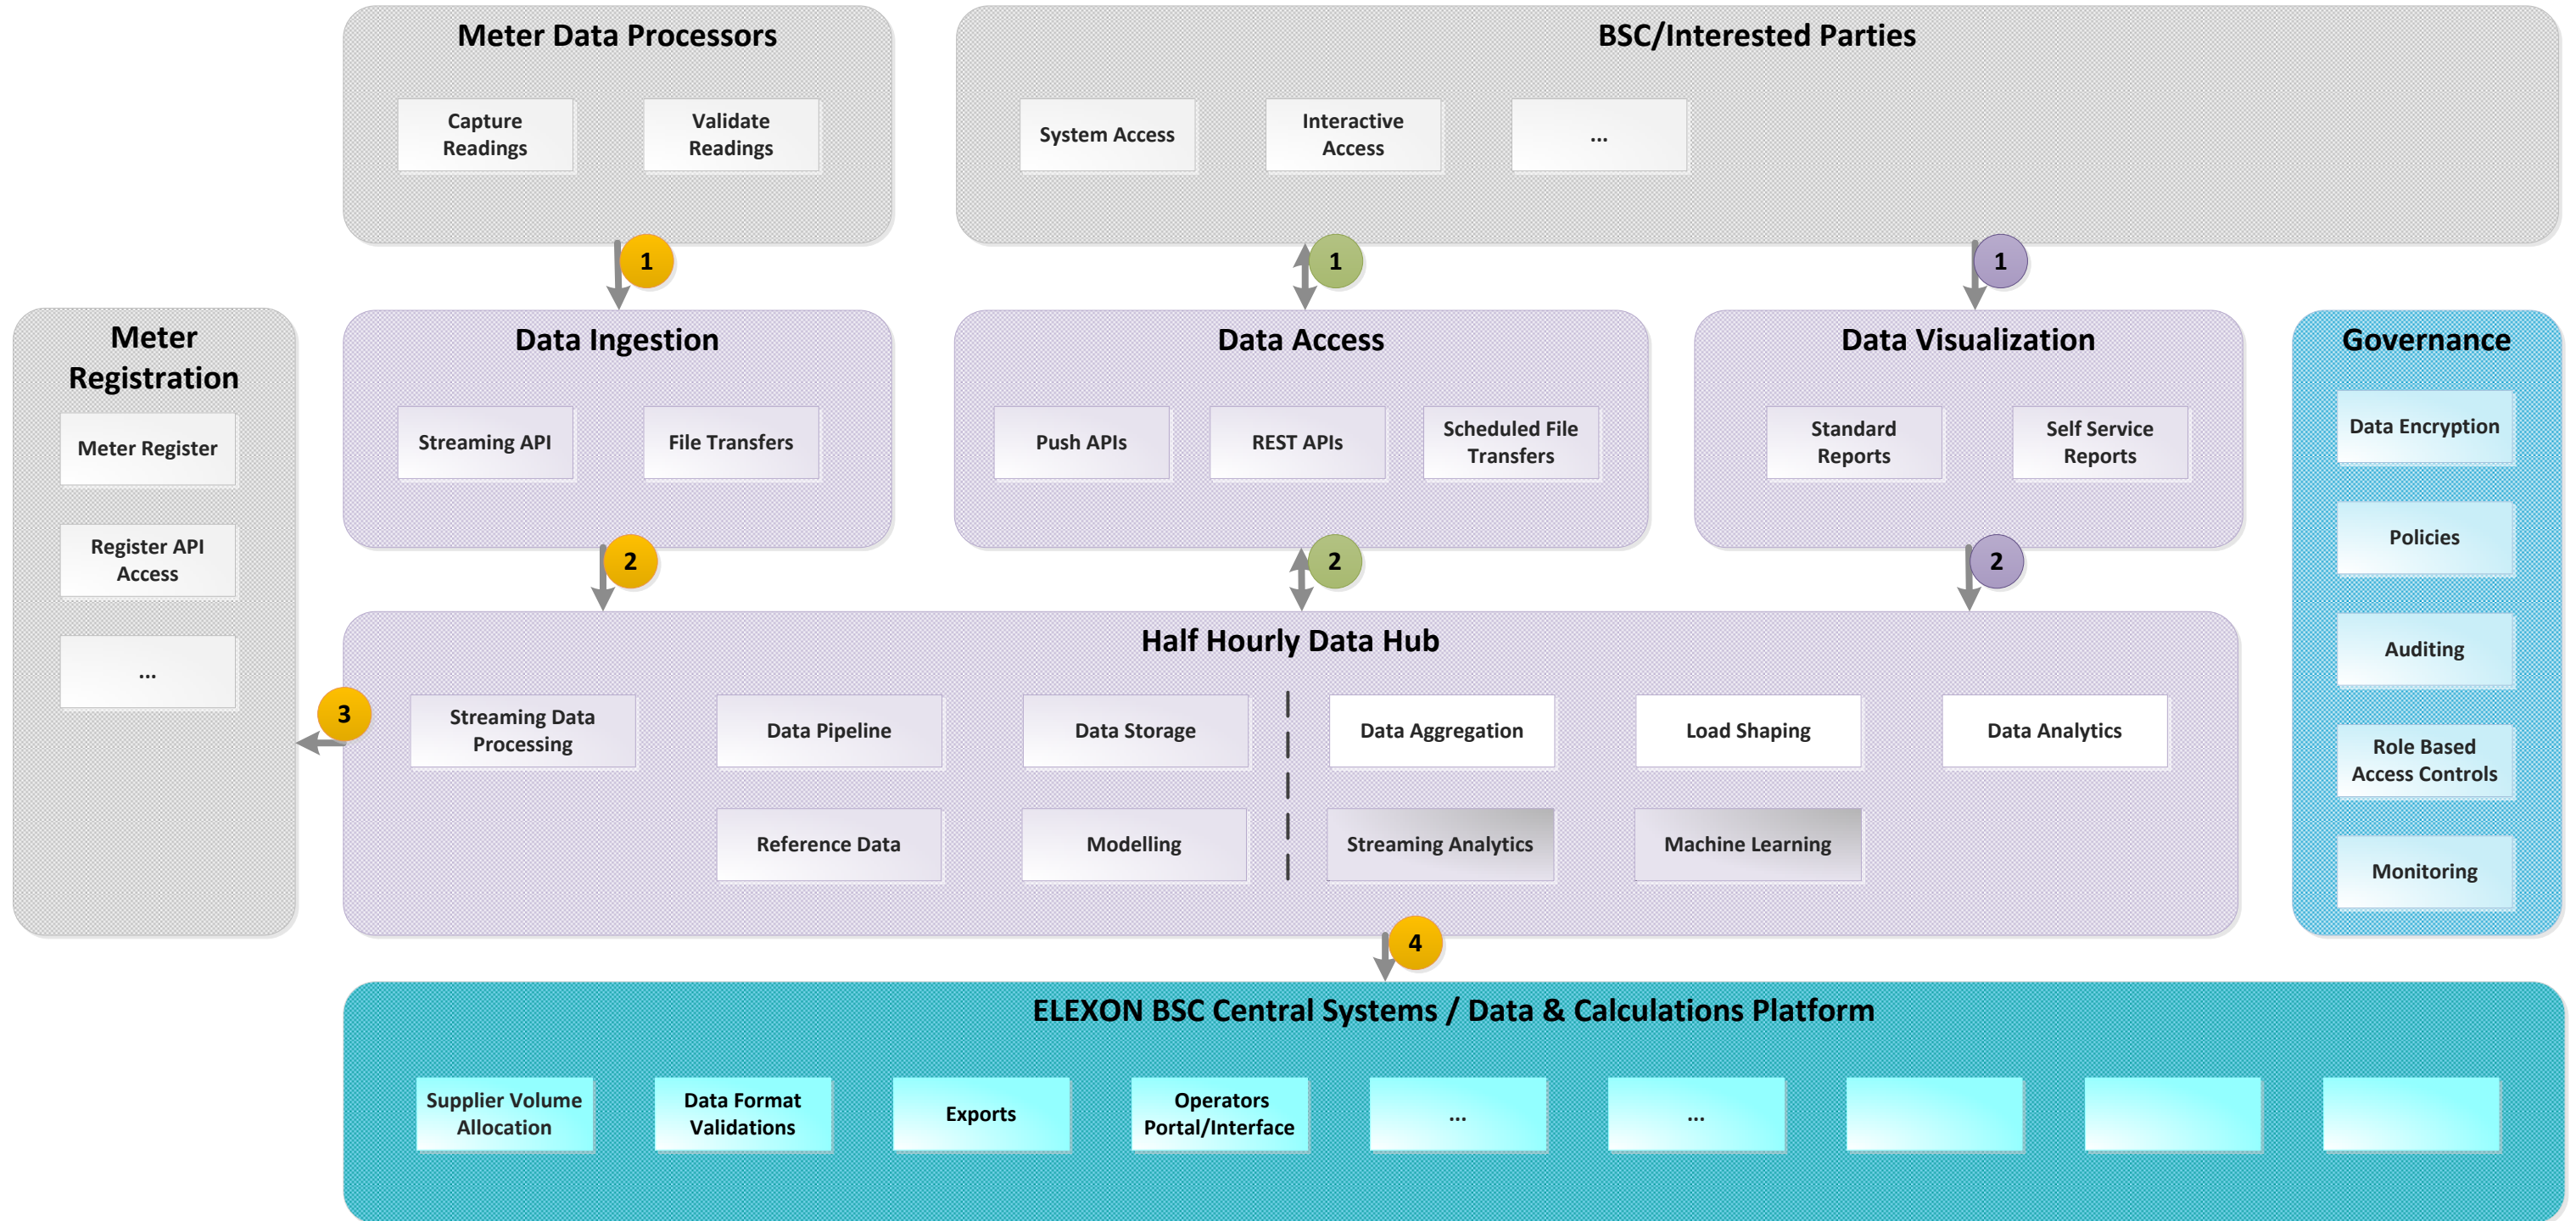 Meter Data Processors
Capture
Readings
Validate
Readings
BSC/Interested Parties
System Access
Interactive
Access
...
1
1
1
Meter
Registration
Meter Register
Register API
Access
...
Data Ingestion
Streaming API
File Transfers
Data Access
Push APIs
REST APIs
Scheduled File
Transfers
Data Visualization
Standard
Reports
Self Service
Reports
Governance
Data Encryption
Policies
Auditing
Role Based
Access Controls
Monitoring
2
2
2
Half Hourly Data Hub
3
Streaming Data
Processing
Data Pipeline
Data Storage
Data Aggregation
Load Shaping
Data Analytics
Reference Data
Modelling
Streaming Analytics
Machine Learning
4
ELEXON BSC Central Systems / Data & Calculations Platform
Supplier Volume
Allocation
Data Format
Validations
Exports
Operators
Portal/Interface
...
...